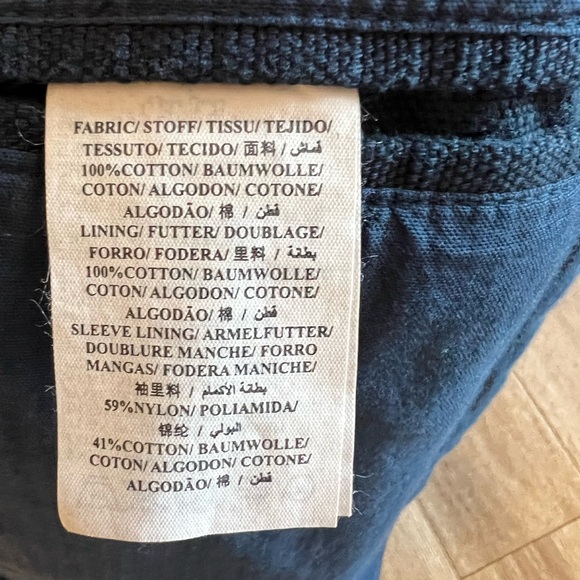 FABRIC/ STOFF/ TISSU/ TEJIDO/
TESSUTO/ TECIDO/ 面料 / قماش/
100%COTTON/ BAUMWOLLE/
COTON/ ALGODON/ COTONE/
ALGODÃO/ 棉 / قطن
LINING/ FUTTER/ DOUBLAGE/
FORRO/ FODERA/ 里料 / بطانة/
100%COTTON/ BAUMWOLLE/
COTON/ ALGODON/ COTONE/
ALGODÃO/ 棉 / قطن
SLEEVE LINING/ ARMELFUTTER/
DOUBLURE MANCHE/ FORRO
MANGAS/ FODERA MANICHE/
袖里料 / بطانة الأكمام/
59%NYLON/ POLIAMIDA/
锦纶 / البولي/
41%COTTON/ BAUMWOLLE/
COTON/ ALGODON/ COTONE/
ALGODÃO/ 棉 / قطن